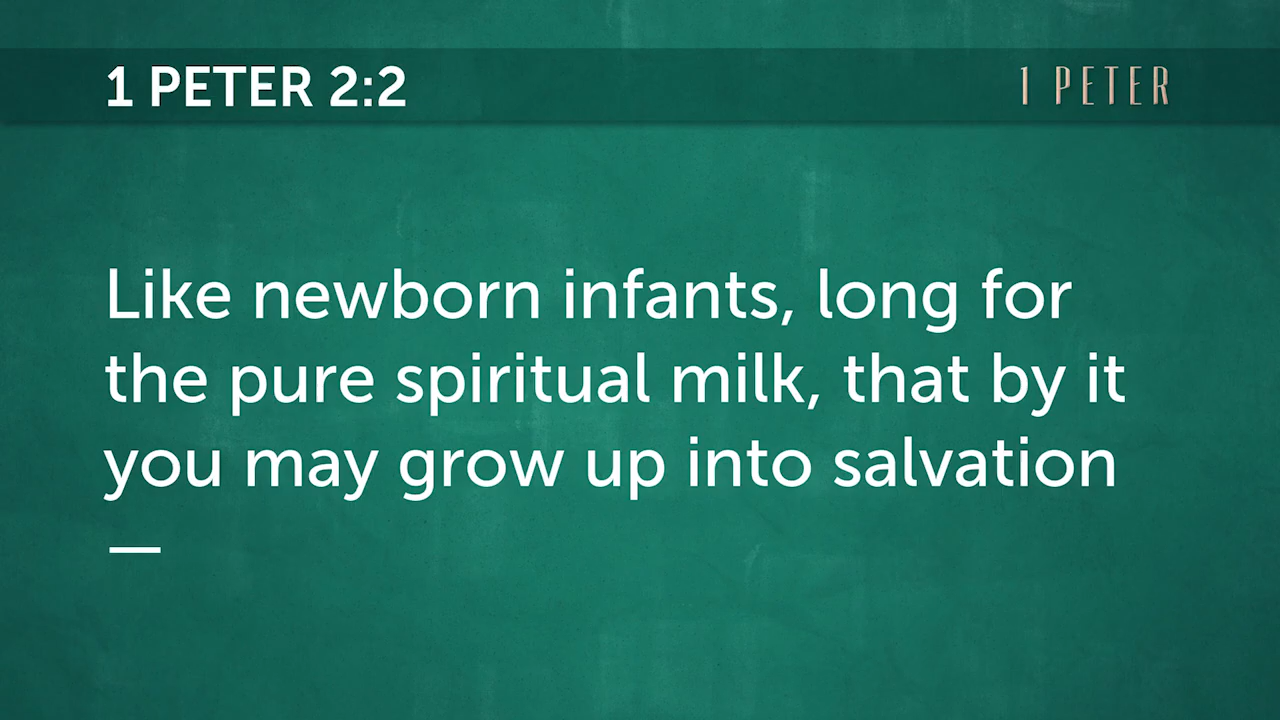 1 PETER 2:2
1 PETER
Like newborn infants, long for
the pure spiritual milk, that by it
you may grow up into salvation
—